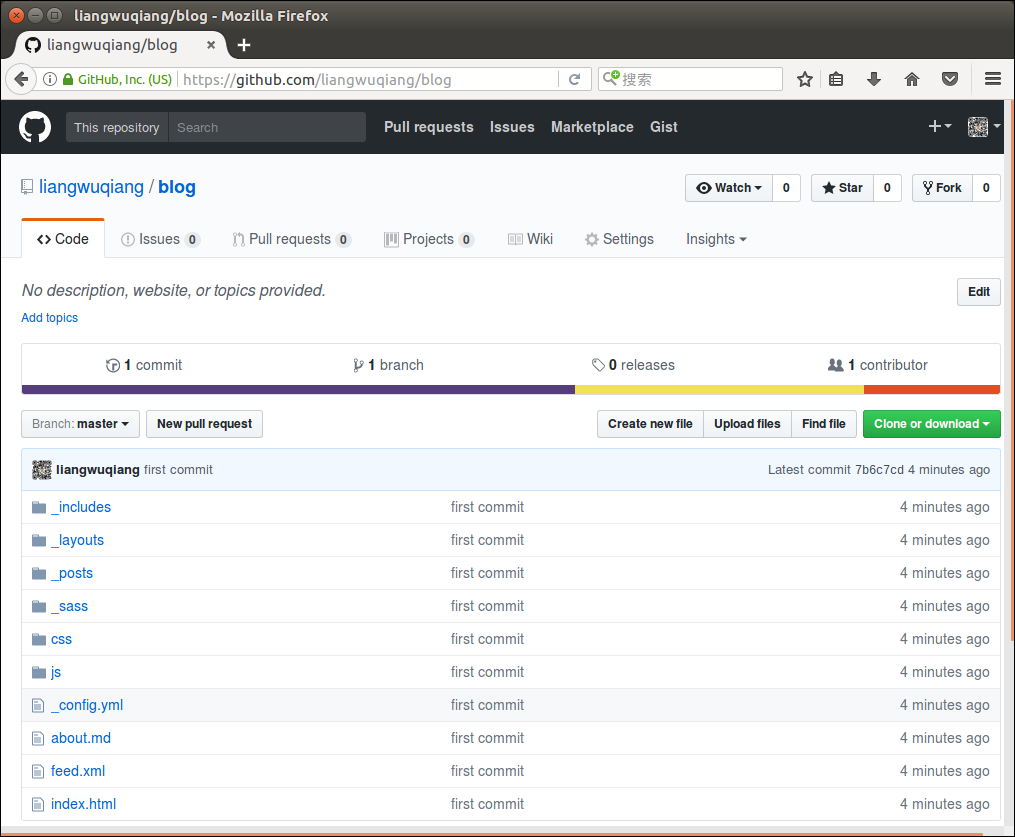 liangwuqiang/blog - Mozilla Firefox
liangwuqiang/blog × +
GitHub, Inc. (US) https://github.com/liangwuqiang/blog 搜索
This repository Search Pull requests Issues Marketplace Gist
liangwuqiang / blog Watch 0 Star 0 Fork 0
Code Issues 0 Pull requests 0 Projects 0 Wiki Settings Insights
No description, website, or topics provided. Edit
Add topics
1 commit 1 branch 0 releases 1 contributor
Branch: master New pull request Create new file Upload files Find file Clone or download
liangwuqiang first commit Latest commit 7b6c7cd 4 minutes ago
_includes first commit 4 minutes ago
_layouts first commit 4 minutes ago
_posts first commit 4 minutes ago
_sass first commit 4 minutes ago
css first commit 4 minutes ago
js first commit 4 minutes ago
_config.yml first commit 4 minutes ago
about.md first commit 4 minutes ago
feed.xml first commit 4 minutes ago
index.html first commit 4 minutes ago